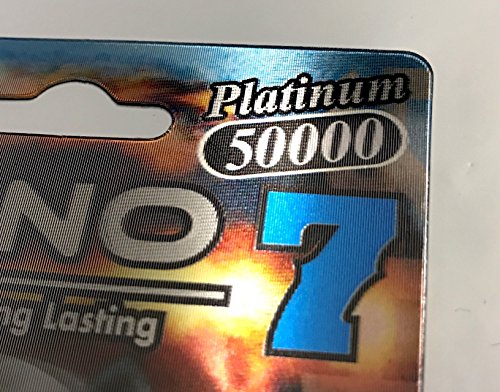 Platinum
50000
NO 7
ng Lasting